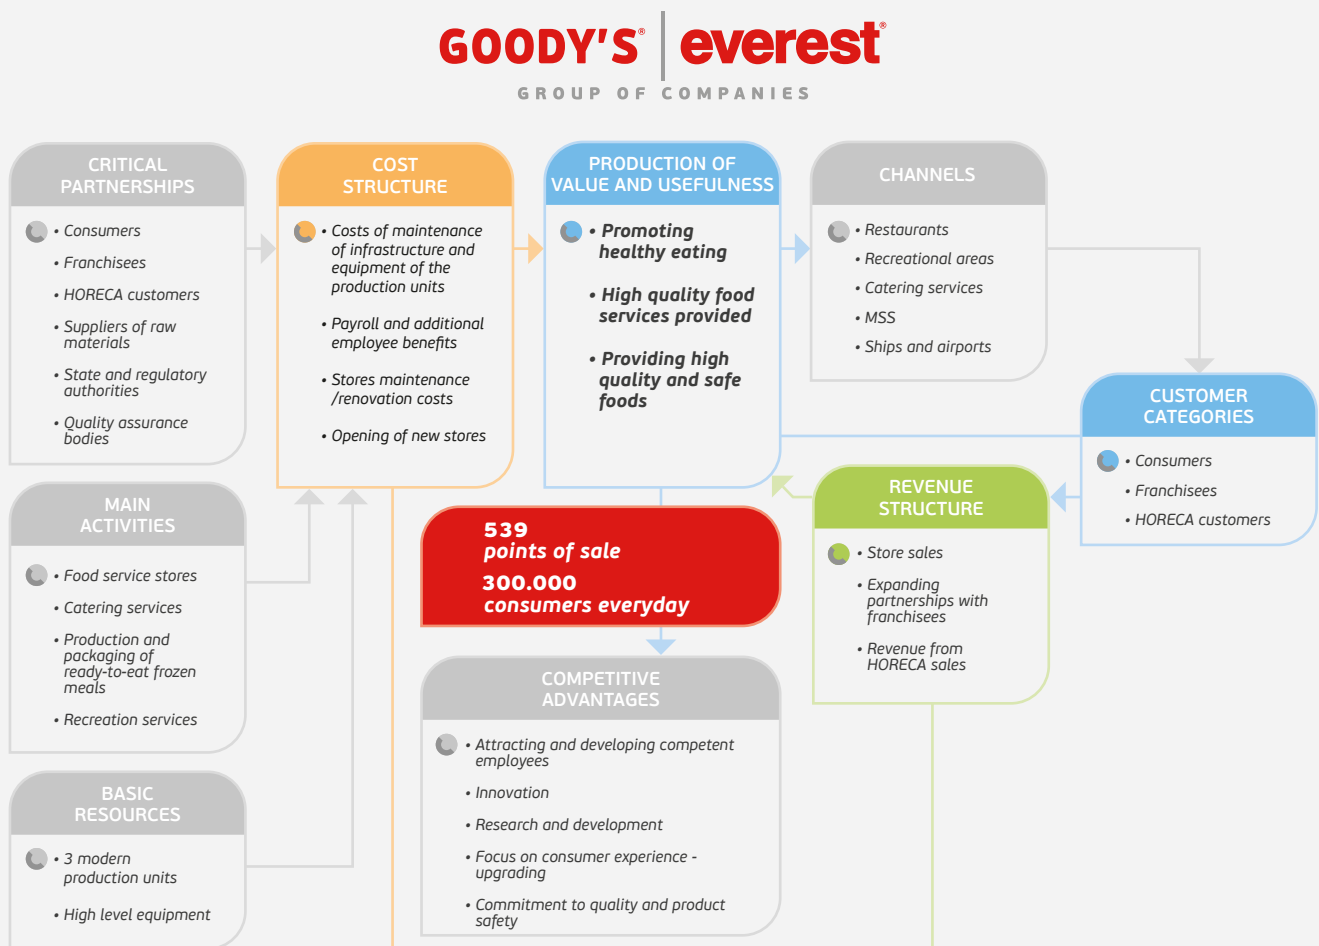 GOODY'S® | everest®
GROUP OF COMPANIES
CRITICAL
PARTNERSHIPS
• Consumers
• Franchisees
• HORECA customers
• Suppliers of raw
materials
• State and regulatory
authorities
• Quality assurance
bodies
COST
STRUCTURE
• Costs of maintenance
of infrastructure and
equipment of the
production units
• Payroll and additional
employee benefits
• Stores maintenance
/renovation costs
• Opening of new stores
PRODUCTION OF
VALUE AND USEFULNESS
• Promoting
healthy eating
• High quality food
services provided
• Providing high
quality and safe
foods
CHANNELS
• Restaurants
• Recreational areas
• Catering services
• MSS
• Ships and airports
CUSTOMER
CATEGORIES
• Consumers
• Franchisees
• HORECA customers
MAIN
ACTIVITIES
• Food service stores
• Catering services
• Production and
packaging of
ready-to-eat frozen
meals
• Recreation services
539
points of sale
300.000
consumers everyday
REVENUE
STRUCTURE
• Store sales
• Expanding
partnerships with
franchisees
• Revenue from
HORECA sales
COMPETITIVE
ADVANTAGES
• Attracting and developing competent
employees
• Innovation
• Research and development
• Focus on consumer experience -
upgrading
• Commitment to quality and product
safety
BASIC
RESOURCES
• 3 modern
production units
• High level equipment